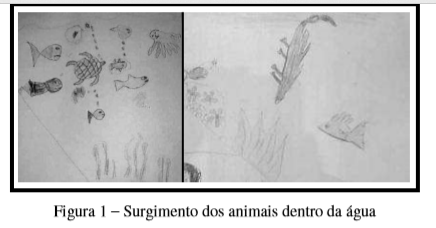 Figura 1 – Surgimento dos animais dentro da água